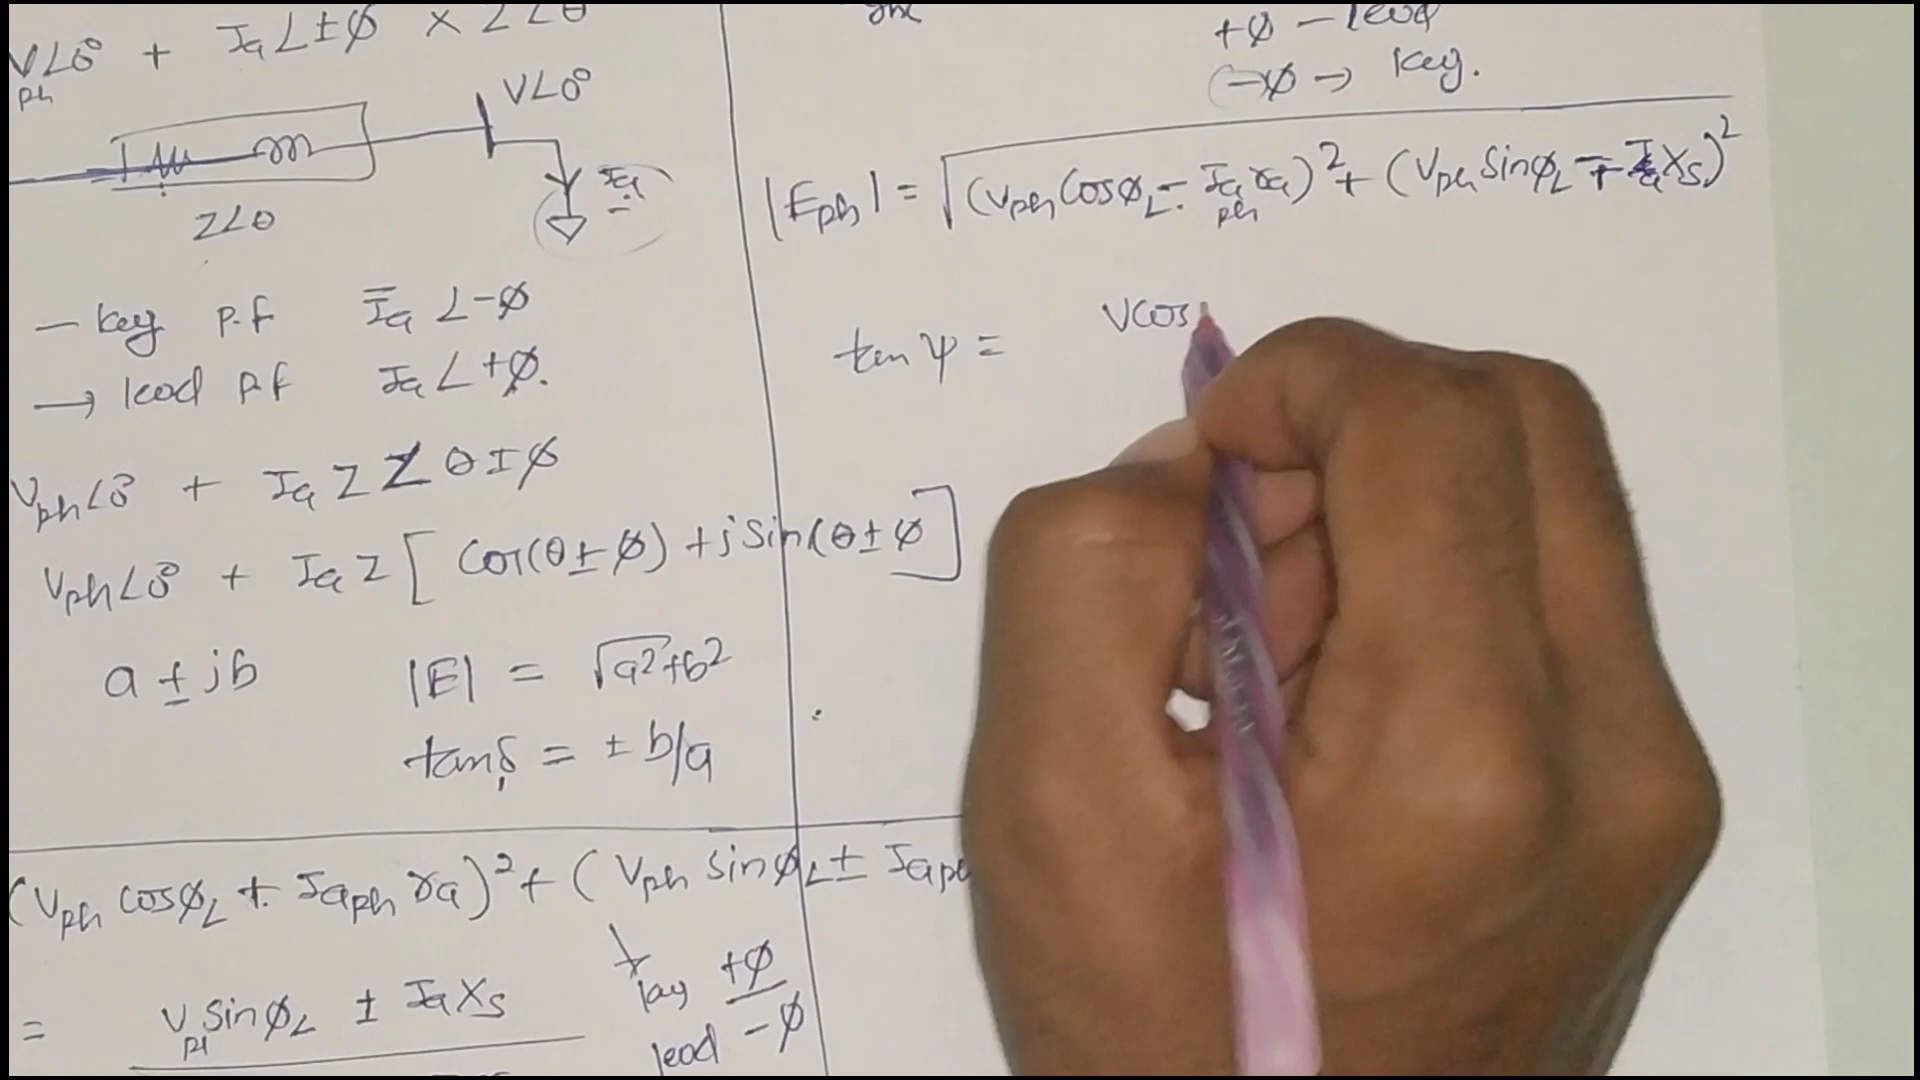 V∠0° + Ia∠±φ × Z∠θ
ph
V∠0°
Ia
Z∠θ
— lag p.f Ia ∠-φ
→ lead p.f Ia∠+φ.
Vph∠0° + Ia Z ∠θ±φ
Vph∠0° + Ia Z [ Cos(θ±φ) + j Sin(θ±φ ]
a ± jb |E| = √a²+b²
tanδ = ± b/a
(Vph cosφL + Iaph ra)² + ( Vph sinφL ± Iaph
lag +φ
lead -φ
= Vph sinφL ± Ia Xs
+φ — lead
(-φ → lag.
|Eph| = √(Vph CosφL - Iaph ra)² + (Vph SinφL ∓ Ia Xs)²
tan ψ = VCos